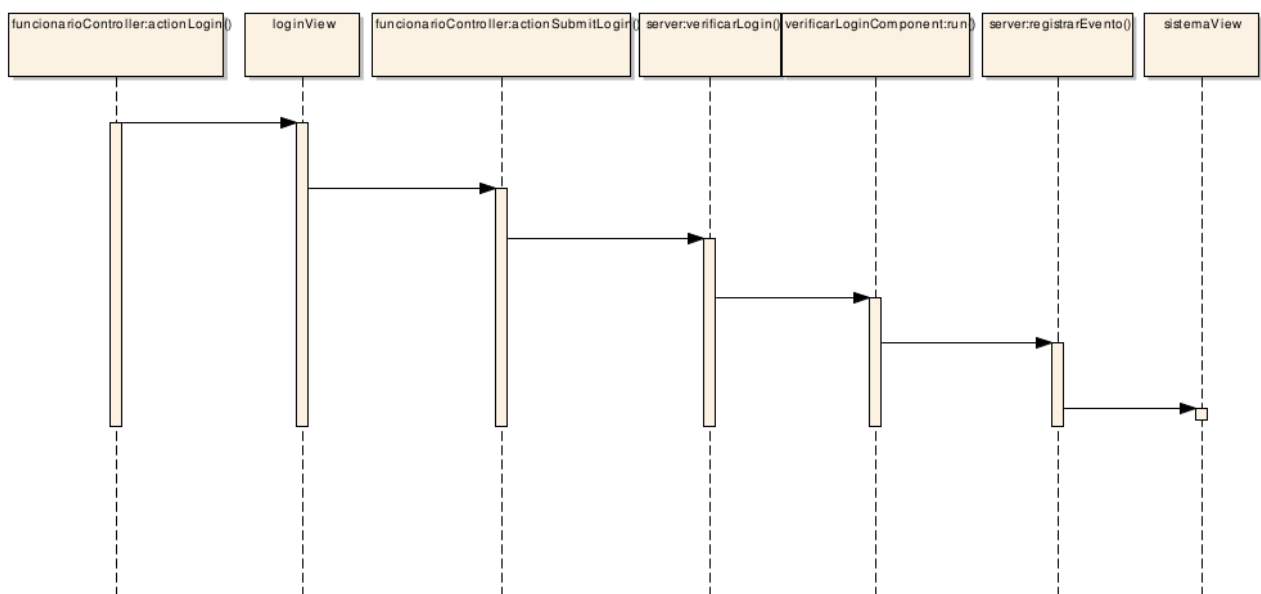 funcionarioController:actionLogin()
loginView
funcionarioController:actionSubmitLogin()
server:verificarLogin()
verificarLoginComponent:run()
server:registrarEvento()
sistemaView